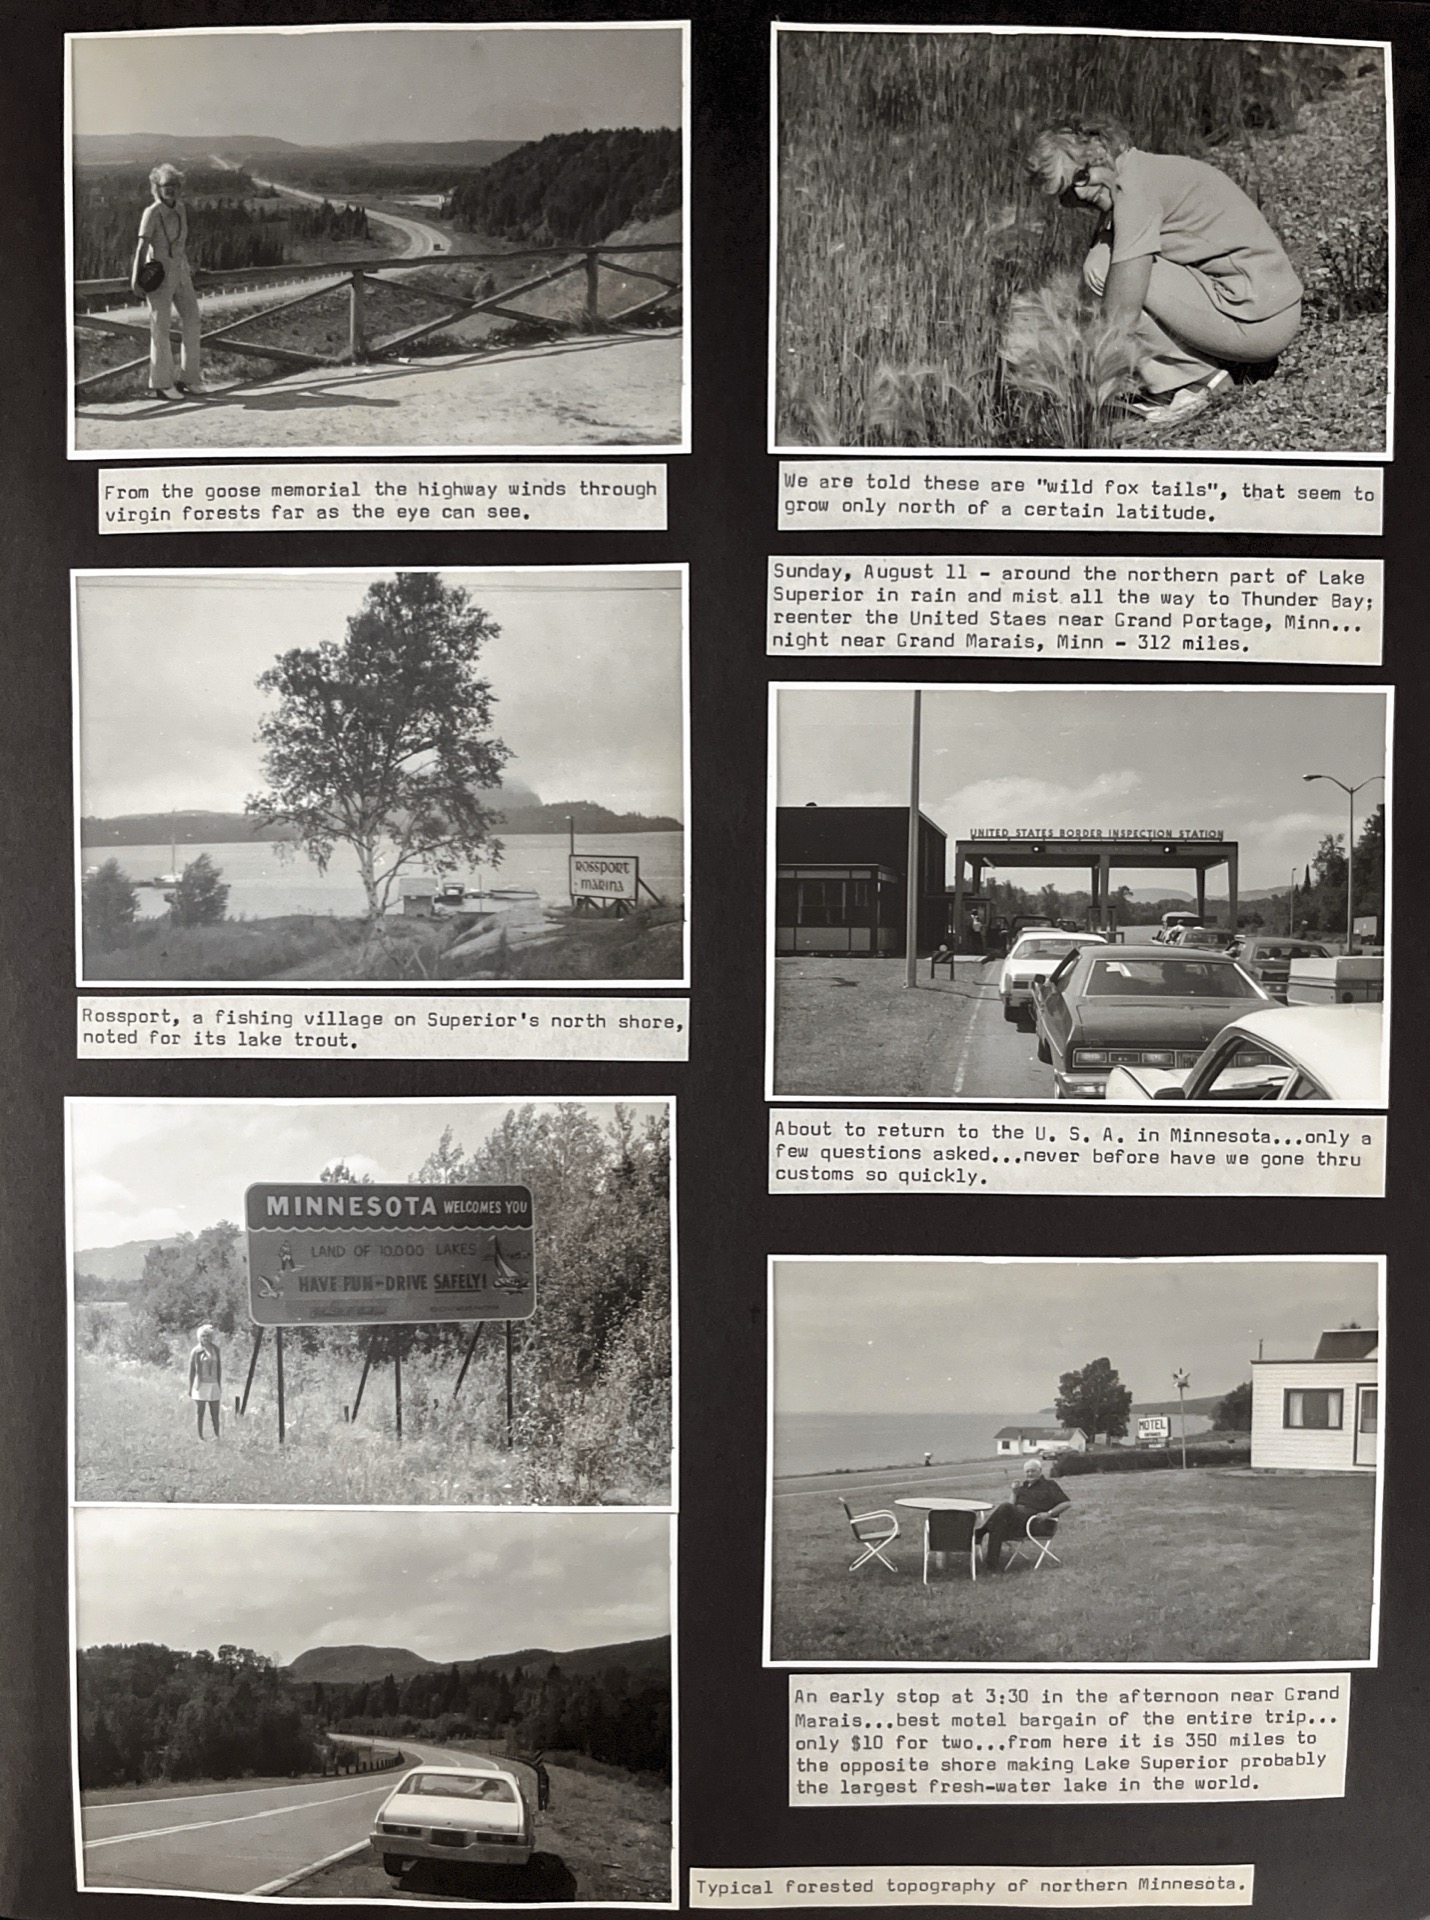 From the goose memorial the highway winds through
virgin forests far as the eye can see.
We are told these are "wild fox tails", that seem to
grow only north of a certain latitude.
Sunday, August 11 - around the northern part of Lake
Superior in rain and mist all the way to Thunder Bay;
reenter the United Staes near Grand Portage, Minn...
night near Grand Marais, Minn - 312 miles.
ROSSPORT
MARINA
Rossport, a fishing village on Superior's north shore,
noted for its lake trout.
UNITED STATES BORDER INSPECTION STATION
About to return to the U. S. A. in Minnesota...only a
few questions asked...never before have we gone thru
customs so quickly.
MINNESOTA WELCOMES YOU
LAND OF 10,000 LAKES
HAVE FUN-DRIVE SAFELY!
MOTEL
An early stop at 3:30 in the afternoon near Grand
Marais...best motel bargain of the entire trip...
only $10 for two...from here it is 350 miles to
the opposite shore making Lake Superior probably
the largest fresh-water lake in the world.
Typical forested topography of northern Minnesota.